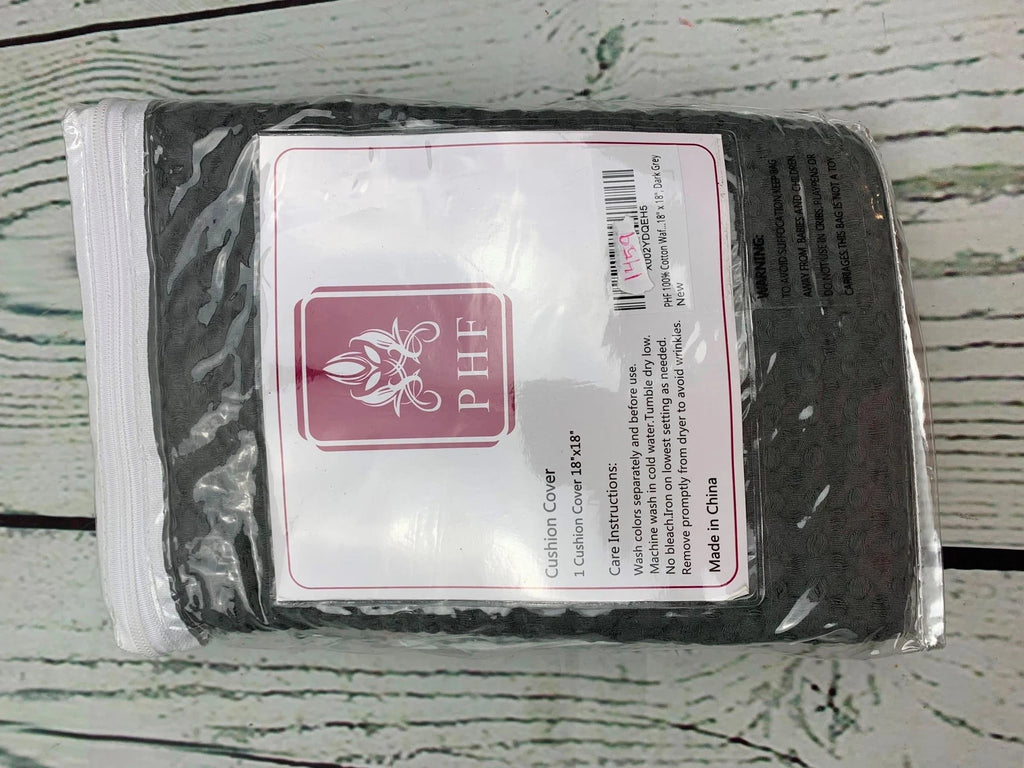 PHF
Cushion Cover
1 Cushion Cover 18"x18"
Care Instructions:
Wash colors separately and before use.
Machine wash in cold water.Tumble dry low.
No bleach.Iron on lowest setting as needed.
Remove promptly from dryer to avoid wrinkles.
Made in China
1459
X002YDQEH5
PHF 100% Cotton Waf...18" x 18", Dark Grey
New
WARNING:
TO AVOID SUFFOCATION KEEP BAG
AWAY FROM BABIES AND CHILDREN
DO NOT USE IN CRIBS, PLAYPENS OR
CARRIAGES THIS BAG IS NOT A TOY